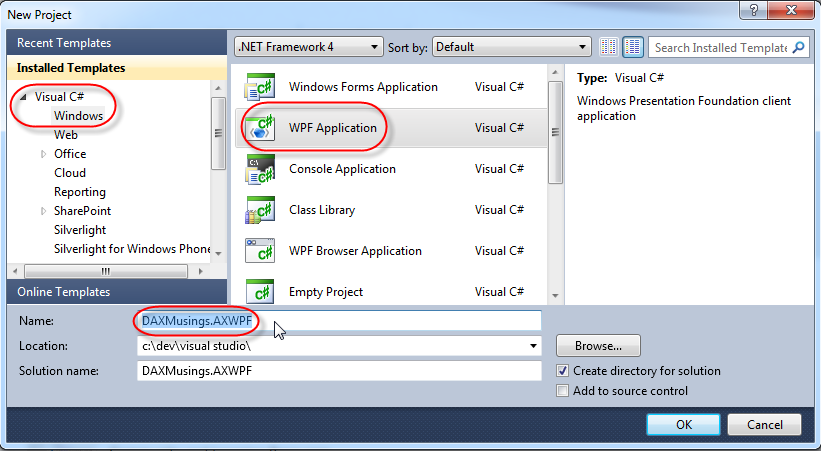 New Project
Recent Templates
Installed Templates
Visual C#
Windows
Web
Office
Cloud
Reporting
SharePoint
Silverlight
Silverlight for Windows Phone
Online Templates
.NET Framework 4
Sort by:
Default
Search Installed Template
Windows Forms Application Visual C#
WPF Application Visual C#
Console Application Visual C#
Class Library Visual C#
WPF Browser Application Visual C#
Empty Project Visual C#
Type: Visual C#
Windows Presentation Foundation client
application
Name: DAXMusings.AXWPF
Location: c:\dev\visual studio\
Browse...
Solution name: DAXMusings.AXWPF
Create directory for solution
Add to source control
OK
Cancel